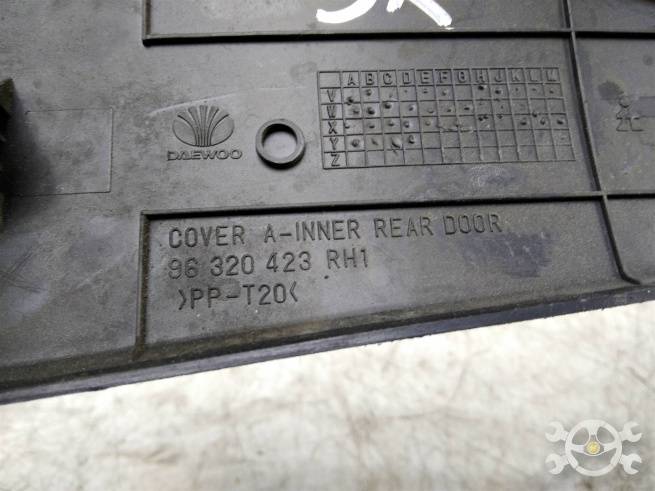 A B C D E F G H J K L M
V
W
X
Y
Z
DAEWOO
COVER A-INNER REAR DOOR
96 320 423 RH1
>PP-T20<